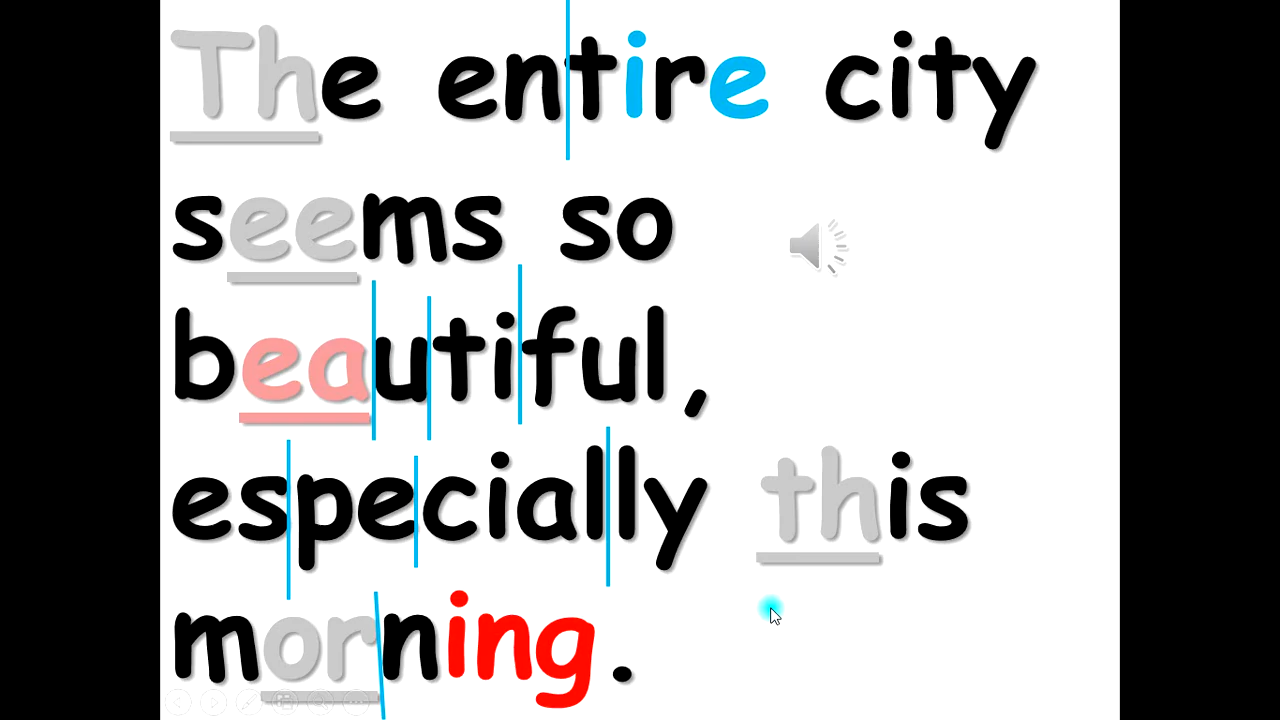 The entire city
seems so
beautiful,
especially this
morning.